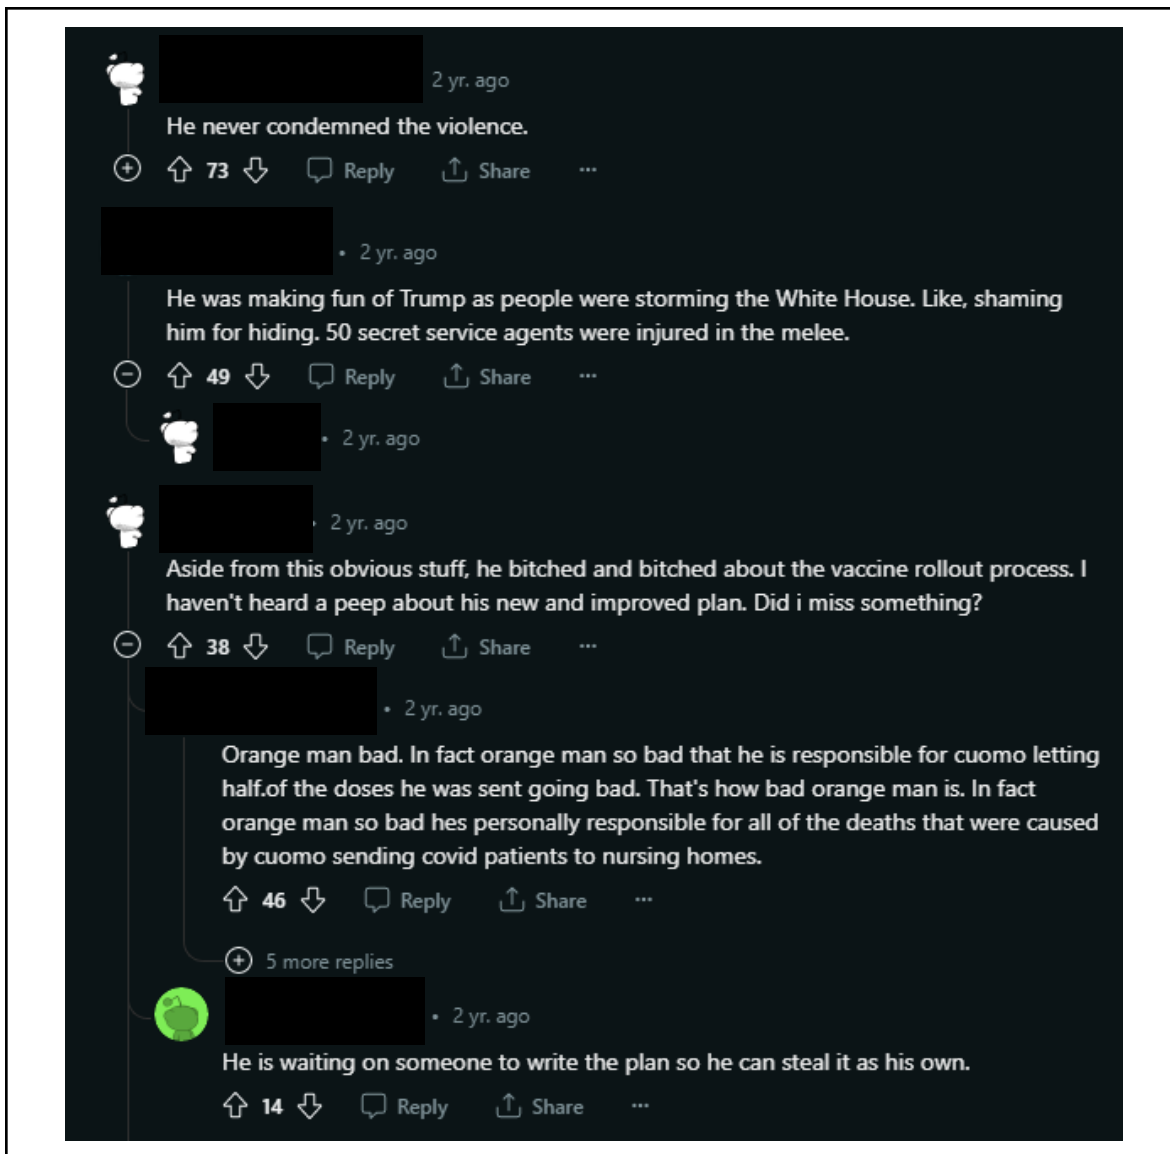 2 yr. ago
He never condemned the violence.
73 Reply Share ...
• 2 yr. ago
He was making fun of Trump as people were storming the White House. Like, shaming
him for hiding. 50 secret service agents were injured in the melee.
49 Reply Share ...
• 2 yr. ago
• 2 yr. ago
Aside from this obvious stuff, he bitched and bitched about the vaccine rollout process. I
haven't heard a peep about his new and improved plan. Did i miss something?
38 Reply Share ...
• 2 yr. ago
Orange man bad. In fact orange man so bad that he is responsible for cuomo letting
half.of the doses he was sent going bad. That's how bad orange man is. In fact
orange man so bad hes personally responsible for all of the deaths that were caused
by cuomo sending covid patients to nursing homes.
46 Reply Share ...
5 more replies
• 2 yr. ago
He is waiting on someone to write the plan so he can steal it as his own.
14 Reply Share ...